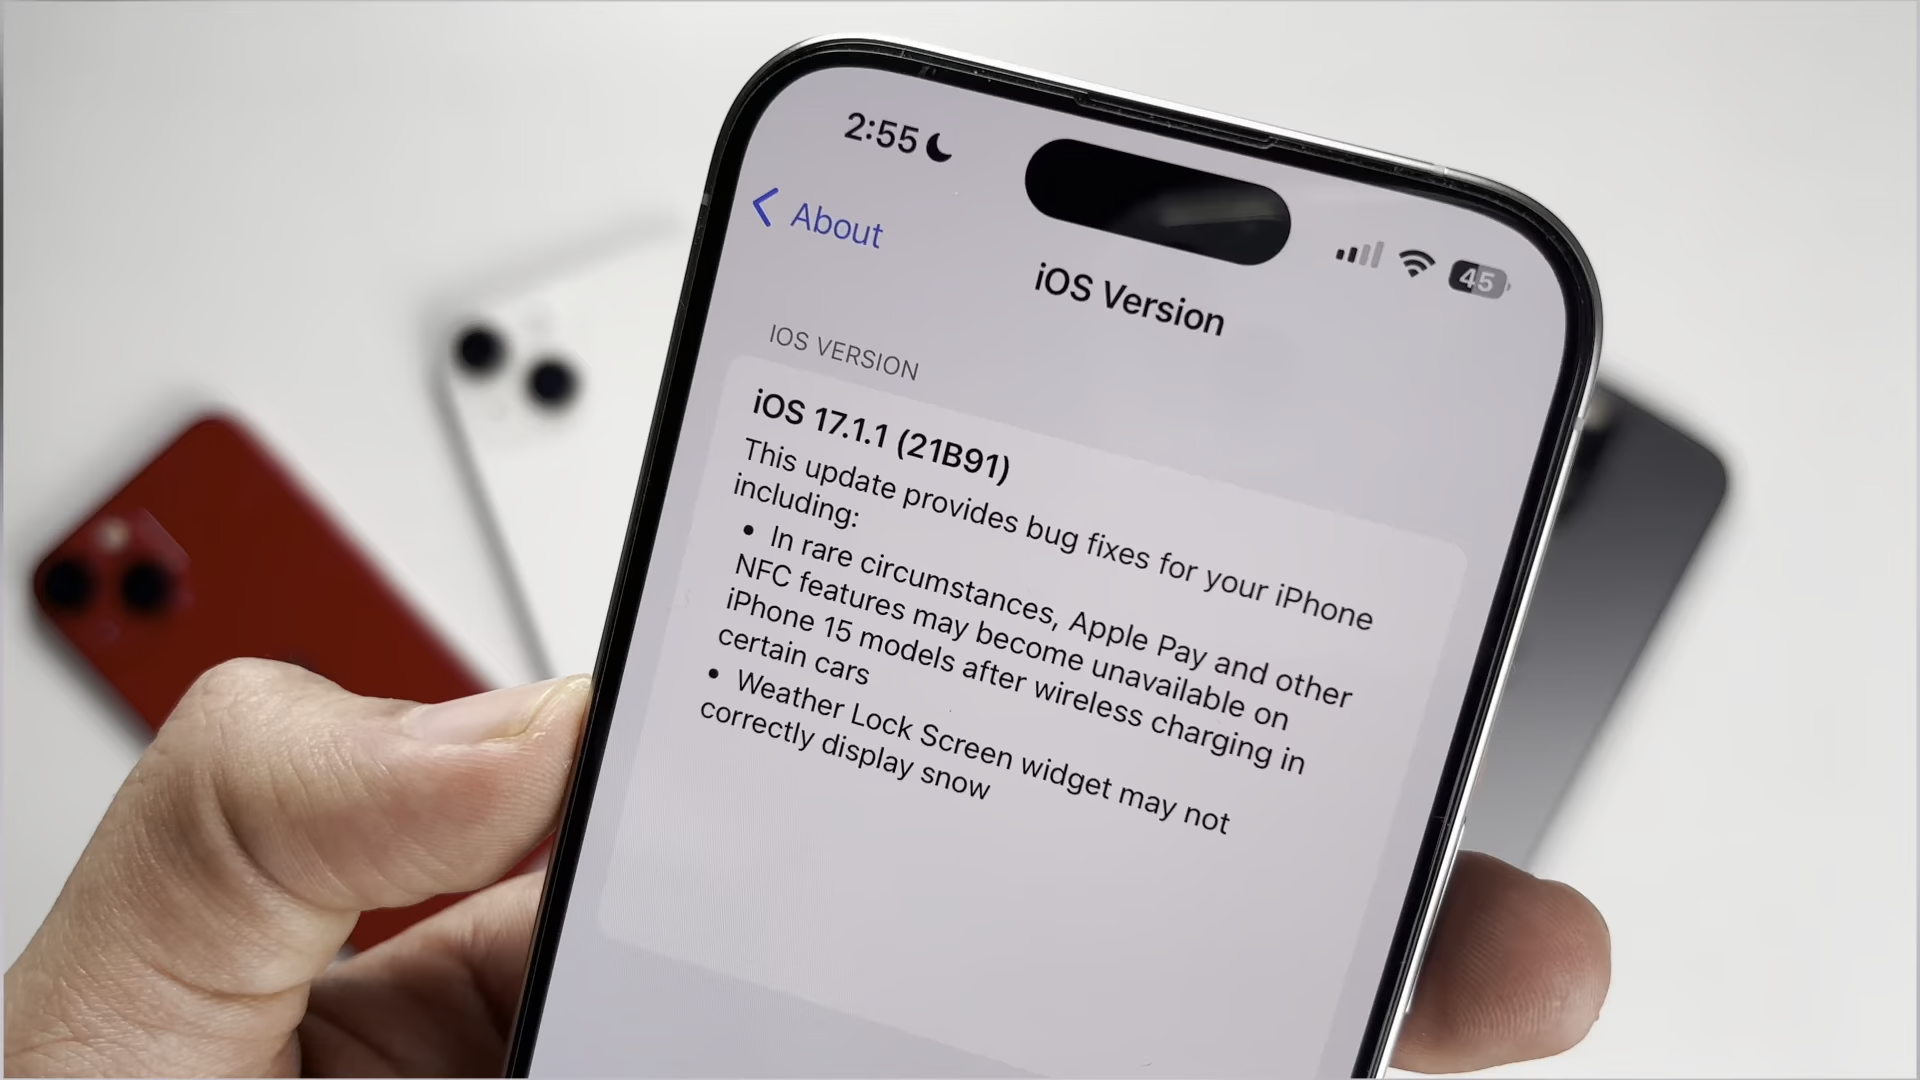 2:55
45
About
iOS Version
IOS VERSION
iOS 17.1.1 (21B91)
This update provides bug fixes for your iPhone
including:
• In rare circumstances, Apple Pay and other
NFC features may become unavailable on
iPhone 15 models after wireless charging in
certain cars
• Weather Lock Screen widget may not
correctly display snow